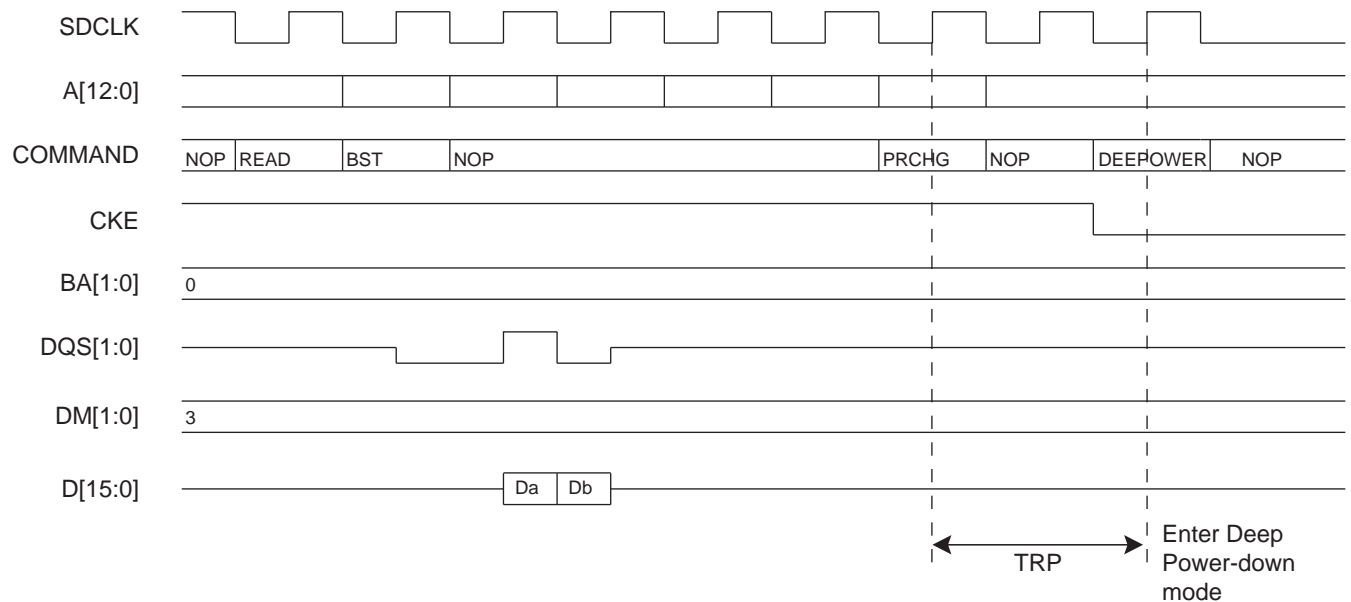 SDCLK
A[12:0]
COMMAND NOP READ BST NOP PRCHG NOP DEEPOWER NOP
CKE
BA[1:0] 0
DQS[1:0]
DM[1:0] 3
D[15:0] Da Db
TRP
Enter Deep
Power-down
mode